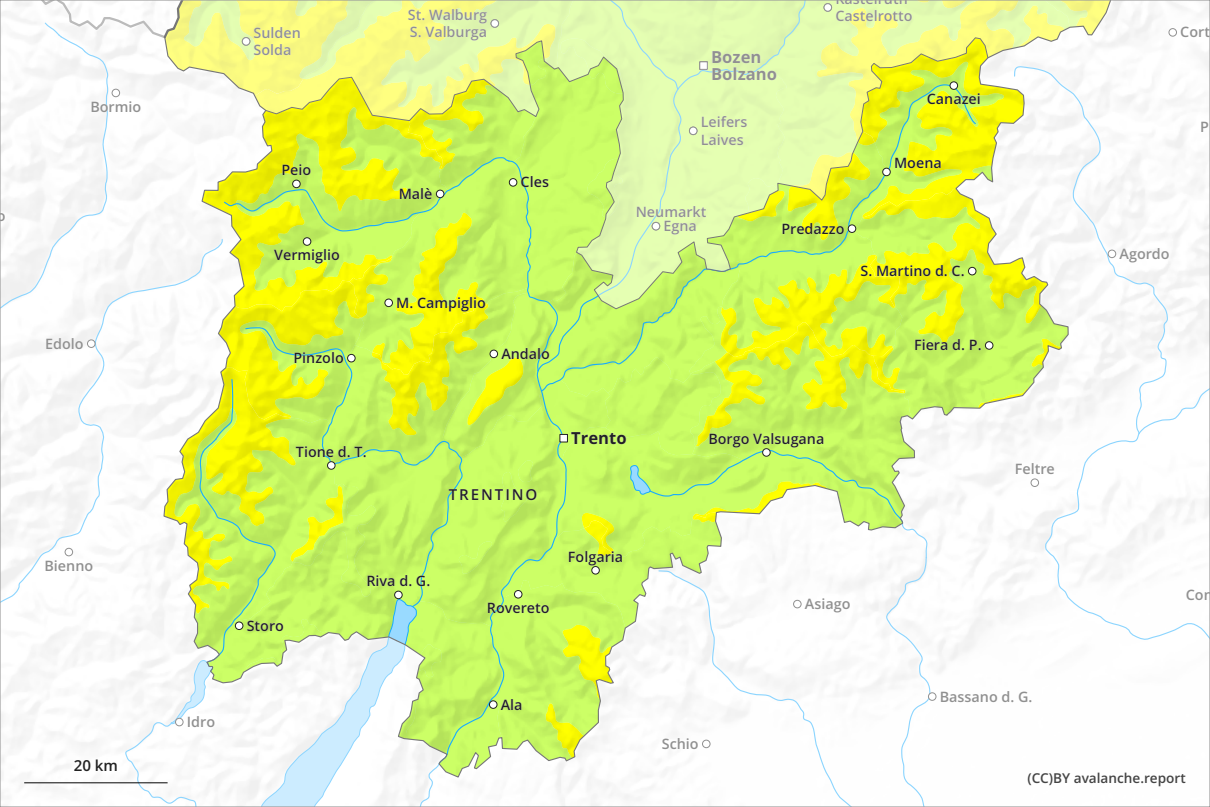 St. Walburg
S. Valburga
Kastelruth
Castelrotto
Sulden
Solda
Cort
Bozen
Bolzano
Bormio
Canazei
Leifers
Laives
P
Peio
Moena
Malè
Cles
Neumarkt
Egna
Predazzo
Vermiglio
Agordo
S. Martino d. C.
M. Campiglio
Edolo
Pinzolo
Andalo
Fiera d. P.
Trento
Borgo Valsugana
Tione d. T.
Feltre
TRENTINO
Bienno
Folgaria
Riva d. G.
Cor
Rovereto
Asiago
Storo
Bassano d. G.
Ala
Idro
Schio
20 km
(CC)BY avalanche.report